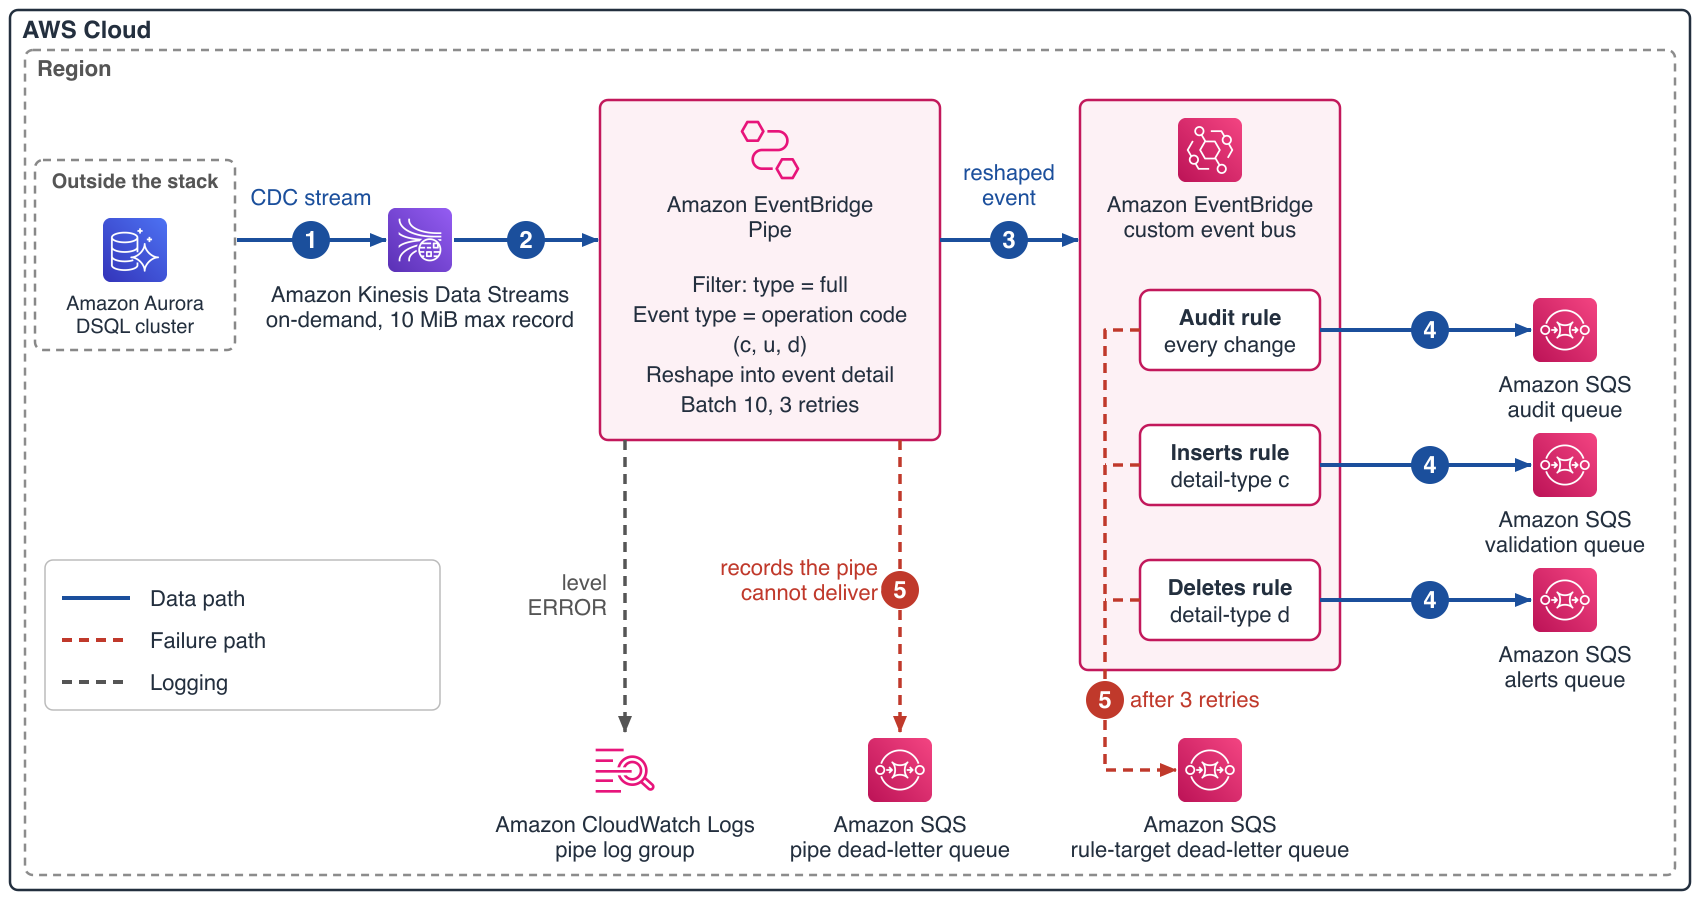 AWS Cloud
Region
Outside the stack
Amazon Aurora
DSQL cluster
CDC stream
1
Amazon Kinesis Data Streams
on-demand, 10 MiB max record
2
Amazon EventBridge
Pipe
Filter: type = full
Event type = operation code
(c, u, d)
Reshape into event detail
Batch 10, 3 retries
reshaped
event
3
Amazon EventBridge
custom event bus
Audit rule
every change
4
Amazon SQS
audit queue
Inserts rule
detail-type c
4
Amazon SQS
validation queue
Deletes rule
detail-type d
4
Amazon SQS
alerts queue
level
ERROR
records the pipe
cannot deliver
5
5
after 3 retries
Data path
Failure path
Logging
Amazon CloudWatch Logs
pipe log group
Amazon SQS
pipe dead-letter queue
Amazon SQS
rule-target dead-letter queue